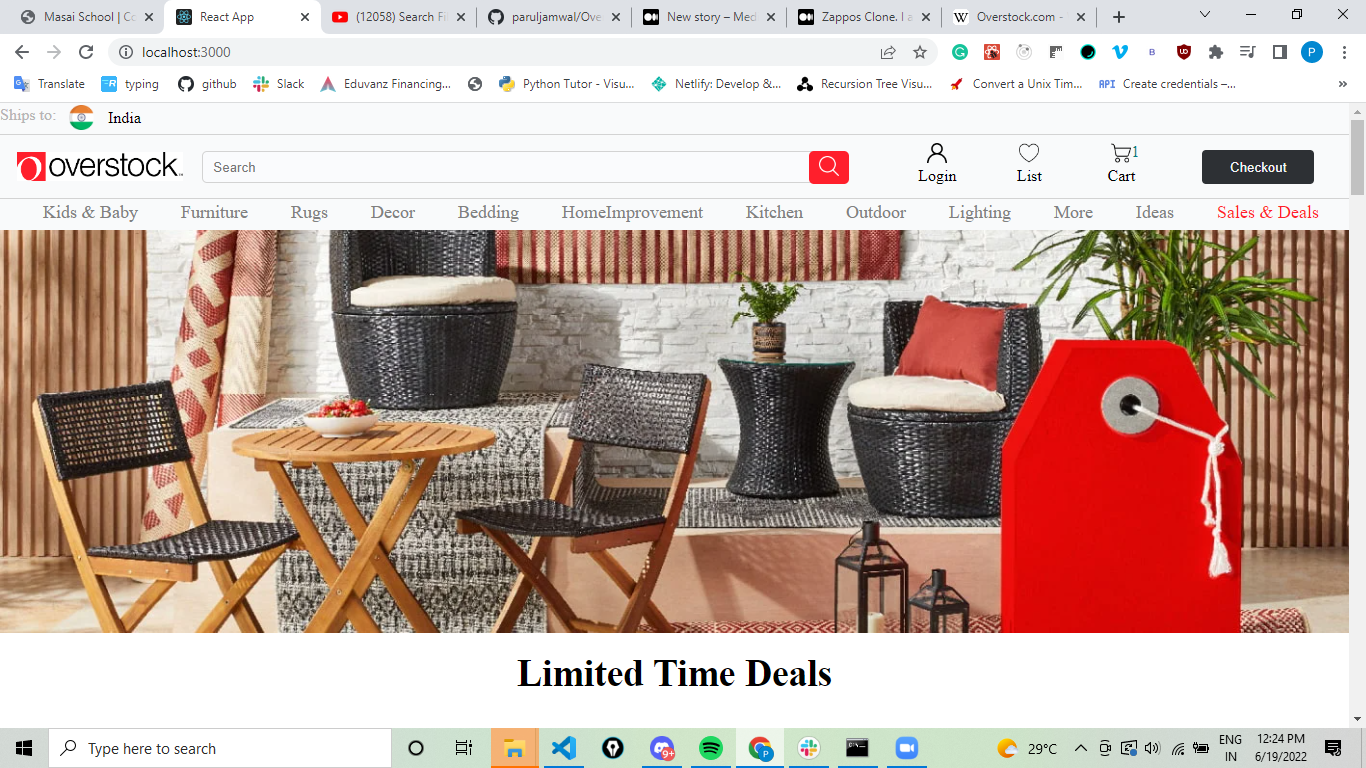 Masai School | Co
React App
(12058) Search Fi
paruljamwal/Ove
New story – Med
Zappos Clone. I a
Overstock.com -
localhost:3000
Translate
typing
github
Slack
Eduvanz Financing...
Python Tutor - Visu...
Netlify: Develop &...
Recursion Tree Visu...
Convert a Unix Tim...
API Create credentials –...
Ships to: India
overstock
Search
1
Login
List
Cart
Checkout
Kids & Baby
Furniture
Rugs
Decor
Bedding
HomeImprovement
Kitchen
Outdoor
Lighting
More
Ideas
Sales & Deals
Limited Time Deals
Type here to search
9+
P
29°C
ENG
IN
12:24 PM
6/19/2022